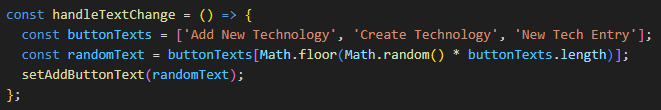 const handleTextChange = () => {
  const buttonTexts = ['Add New Technology', 'Create Technology', 'New Tech Entry'];
  const randomText = buttonTexts[Math.floor(Math.random() * buttonTexts.length)];
  setAddButtonText(randomText);
};